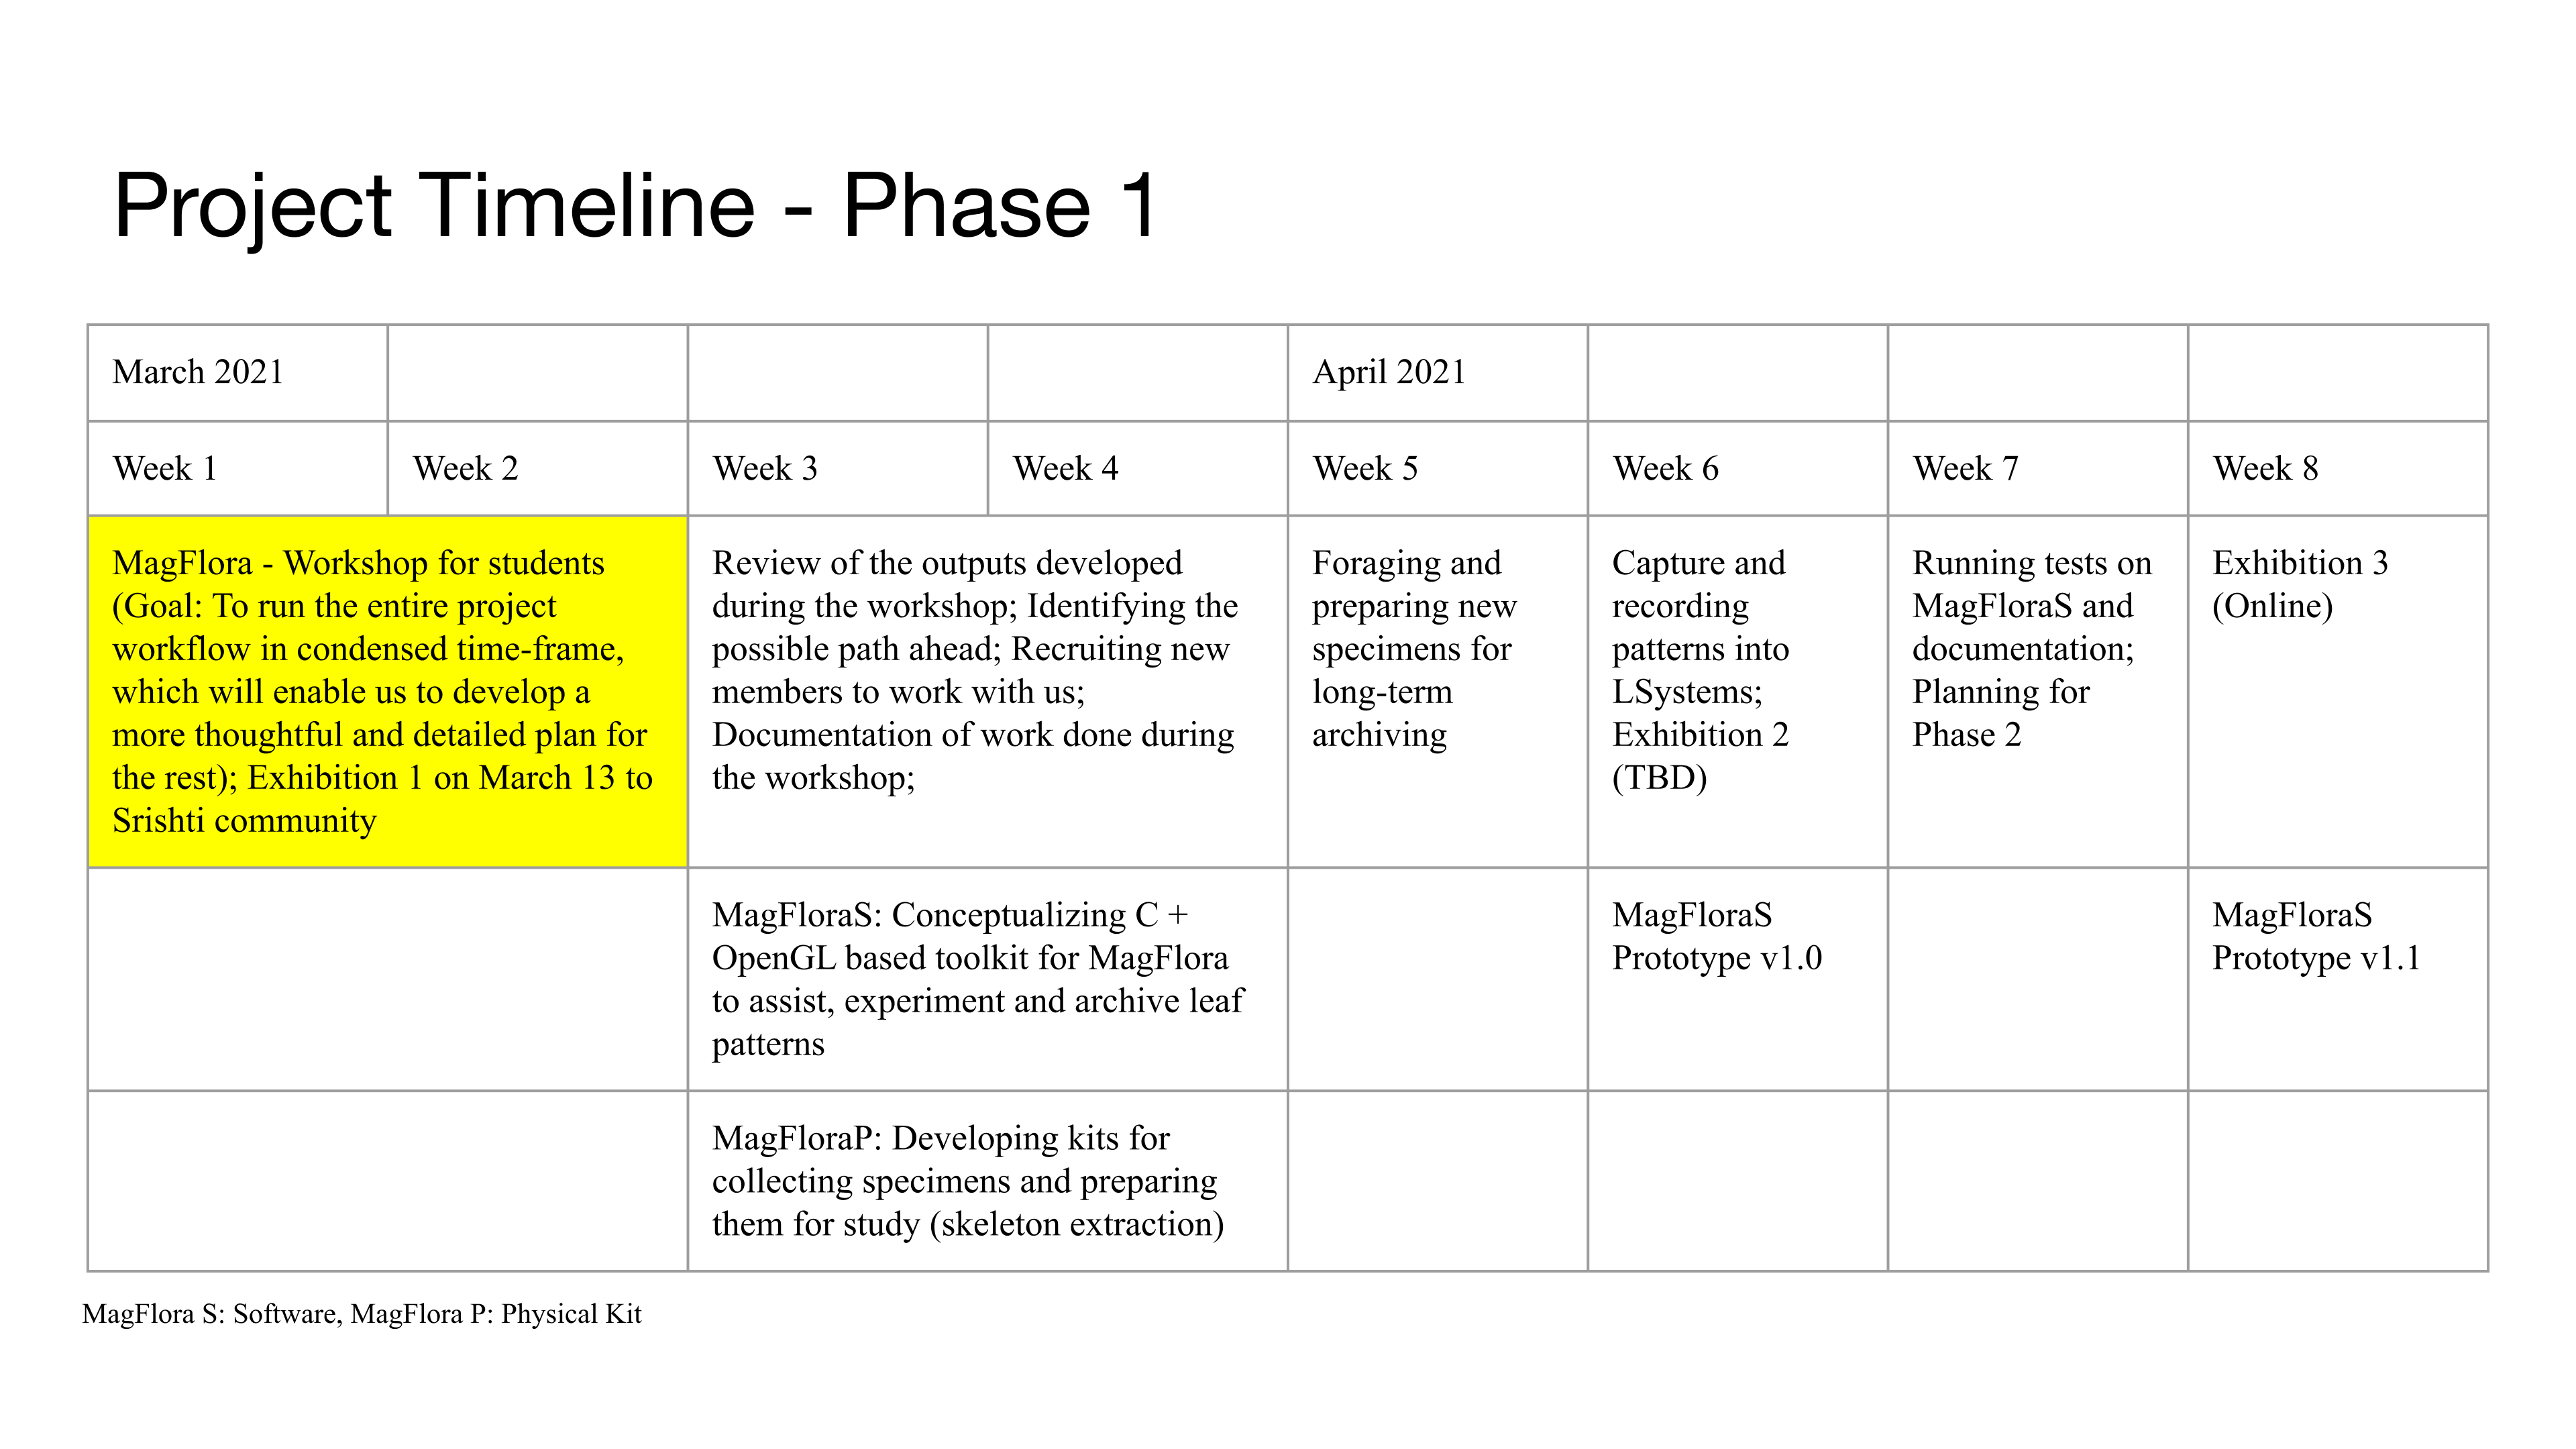 Project Timeline - Phase 1
March 2021
April 2021
Week 1
Week 2
Week 3
Week 4
Week 5
Week 6
Week 7
Week 8
MagFlora - Workshop for students
(Goal: To run the entire project
workflow in condensed time-frame,
which will enable us to develop a
more thoughtful and detailed plan for
the rest); Exhibition 1 on March 13 to
Srishti community
Review of the outputs developed
during the workshop; Identifying the
possible path ahead; Recruiting new
members to work with us;
Documentation of work done during
the workshop;
Foraging and
preparing new
specimens for
long-term
archiving
Capture and
recording
patterns into
LSystems;
Exhibition 2
(TBD)
Running tests on
MagFloraS and
documentation;
Planning for
Phase 2
Exhibition 3
(Online)
MagFloraS: Conceptualizing C +
OpenGL based toolkit for MagFlora
to assist, experiment and archive leaf
patterns
MagFloraS
Prototype v1.0
MagFloraS
Prototype v1.1
MagFloraP: Developing kits for
collecting specimens and preparing
them for study (skeleton extraction)
MagFlora S: Software, MagFlora P: Physical Kit